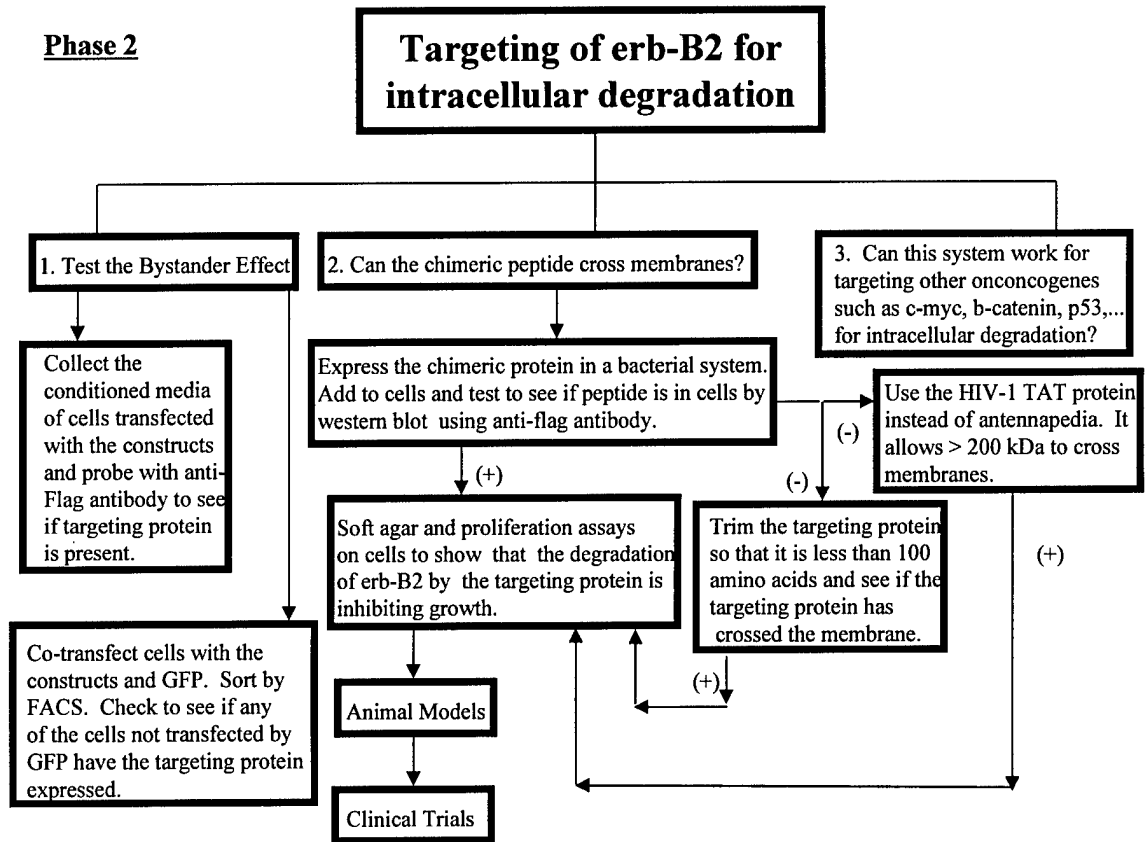 Phase 2
Targeting of erb-B2 for
intracellular degradation
1. Test the Bystander Effect
Collect the
conditioned media
of cells transfected
with the constructs
and probe with anti-
Flag antibody to see
if targeting protein
is present.
Co-transfect cells with the
constructs and GFP. Sort by
FACS. Check to see if any
of the cells not transfected by
GFP have the targeting protein
expressed.
2. Can the chimeric peptide cross membranes?
Express the chimeric protein in a bacterial system.
Add to cells and test to see if peptide is in cells by
western blot using anti-flag antibody.
(+)
(-)
(-)
Soft agar and proliferation assays
on cells to show that the degradation
of erb-B2 by the targeting protein is
inhibiting growth.
Animal Models
Clinical Trials
Trim the targeting protein
so that it is less than 100
amino acids and see if the
targeting protein has
crossed the membrane.
(+)
3. Can this system work for
targeting other onconcogenes
such as c-myc, b-catenin, p53,...
for intracellular degradation?
Use the HIV-1 TAT protein
instead of antennapedia. It
allows > 200 kDa to cross
membranes.
(+)